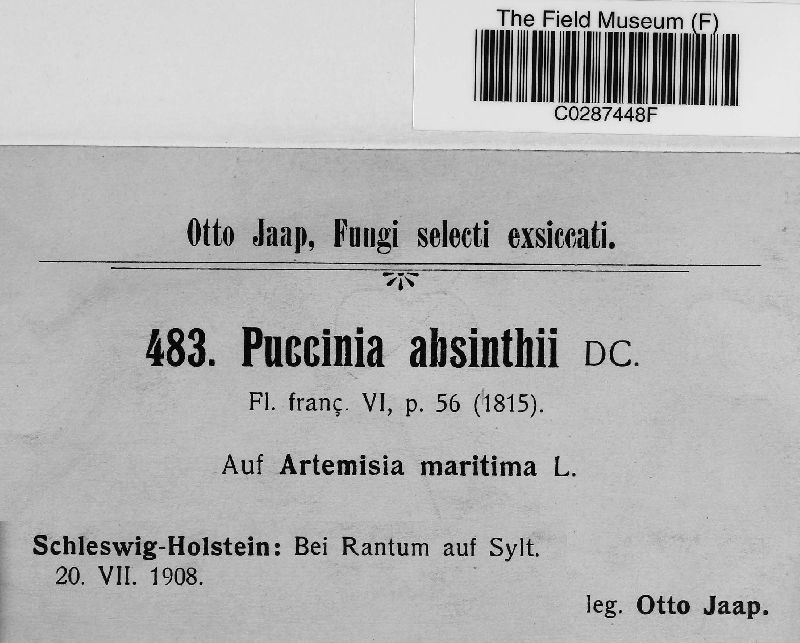 The Field Museum (F)
C0287448F
Otto Jaap, Fungi selecti exsiccati.
483. Puccinia absinthii DC.
Fl. franç. VI, p. 56 (1815).
Auf Artemisia maritima L.
Schleswig-Holstein: Bei Rantum auf Sylt.
20. VII. 1908.
leg. Otto Jaap.